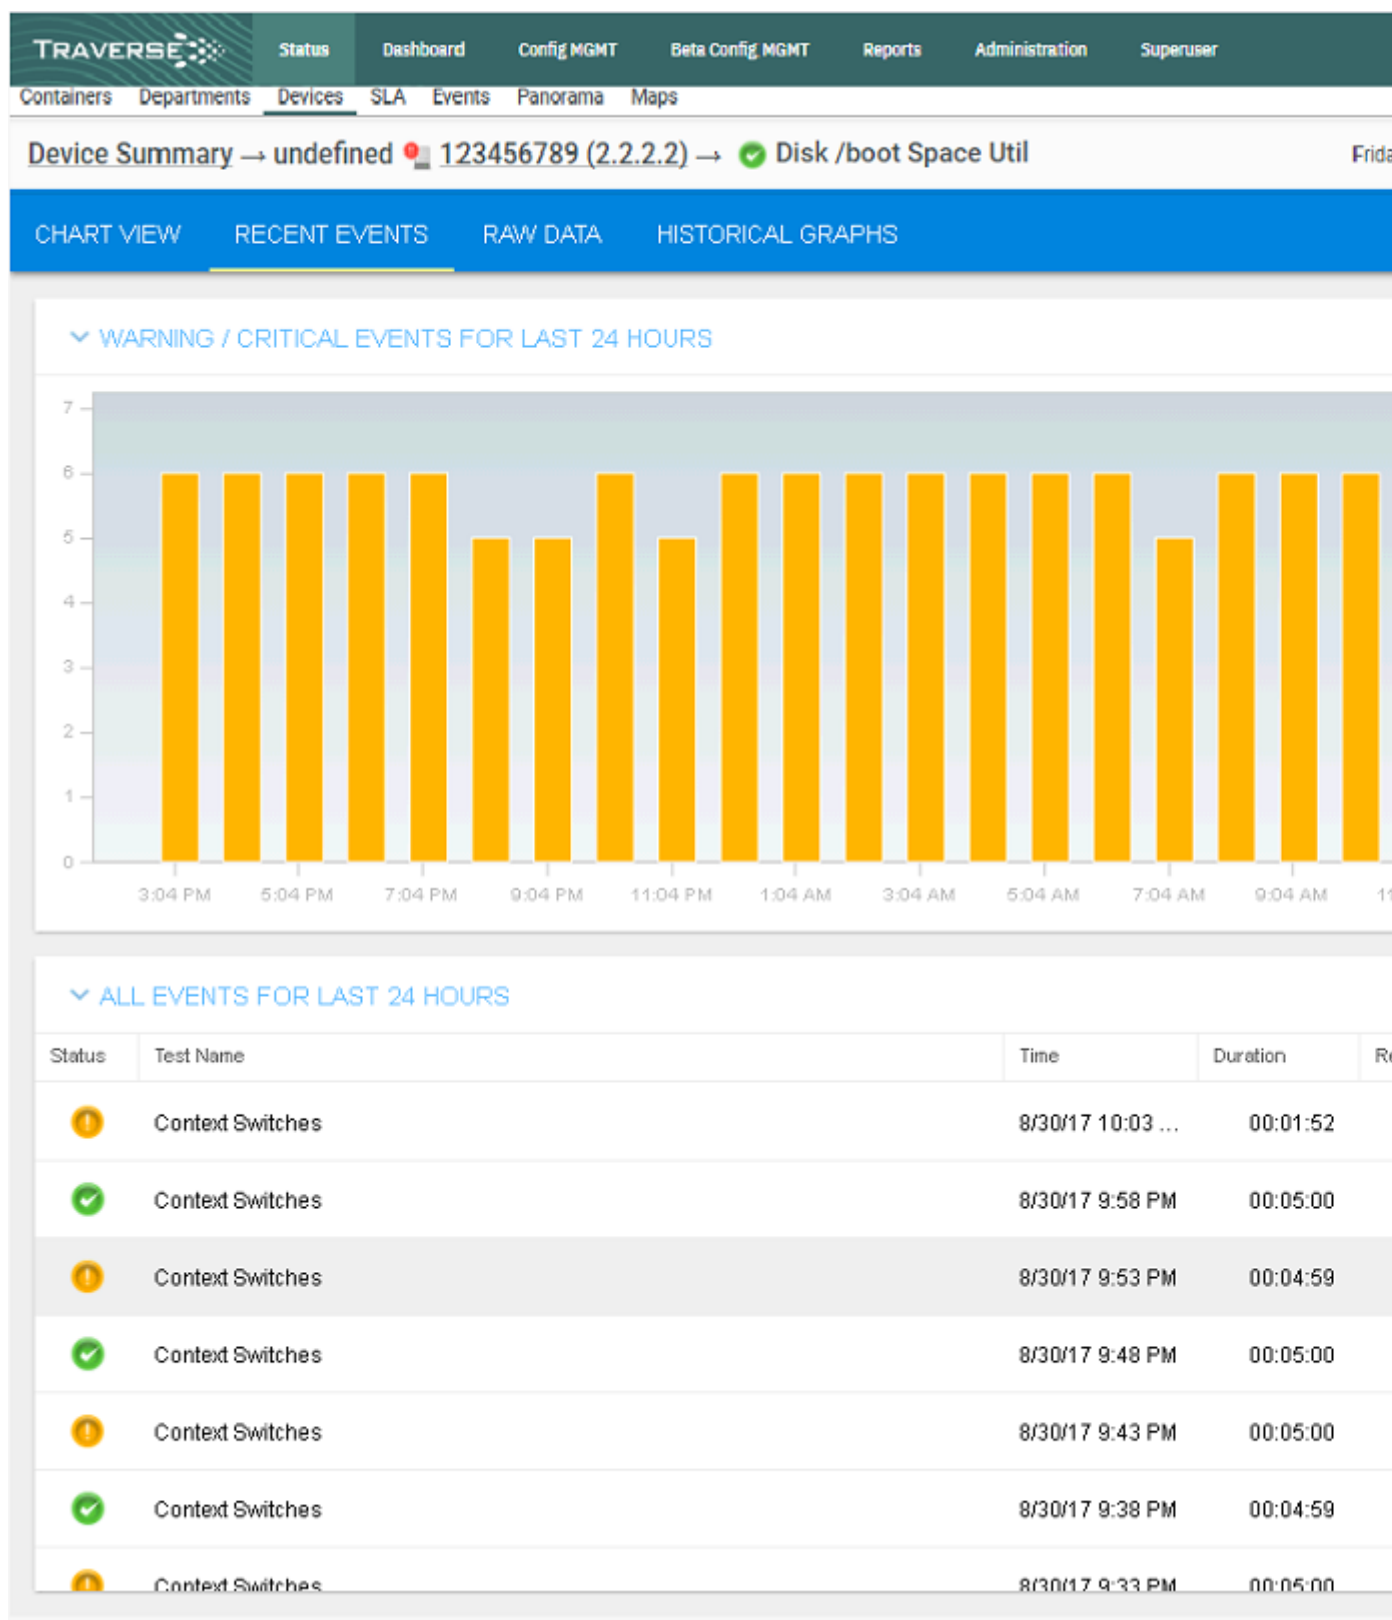 TRAVERSE Status Dashboard Config MGMT Beta Config MGMT Reports Administration Superuser
Containers Departments Devices SLA Events Panorama Maps
Device Summary → undefined 123456789 (2.2.2.2) → Disk /boot Space Util
CHART VIEW RECENT EVENTS RAW DATA HISTORICAL GRAPHS
WARNING / CRITICAL EVENTS FOR LAST 24 HOURS
7
6
5
4
3
2
1
0
3:04 PM 5:04 PM 7:04 PM 9:04 PM 11:04 PM 1:04 AM 3:04 AM 5:04 AM 7:04 AM 9:04 AM
ALL EVENTS FOR LAST 24 HOURS
Status Test Name Time Duration
Context Switches 8/30/17 10:03 ... 00:01:52
Context Switches 8/30/17 9:58 PM 00:05:00
Context Switches 8/30/17 9:53 PM 00:04:59
Context Switches 8/30/17 9:48 PM 00:05:00
Context Switches 8/30/17 9:43 PM 00:05:00
Context Switches 8/30/17 9:38 PM 00:04:59
Context Switches 8/30/17 9:33 PM 00:05:00